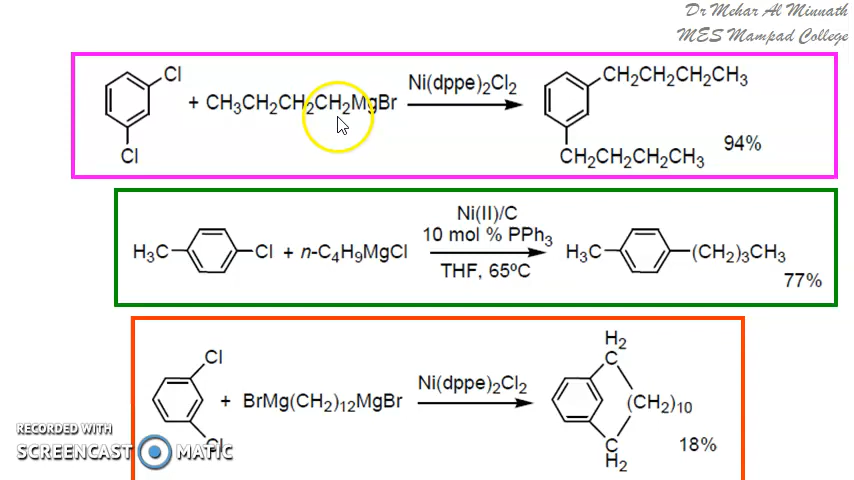 Dr Mehar Al Minnath
MES Mampad College
Cl
+ CH3CH2CH2CH2MgBr
Ni(dppe)2Cl2
Cl
CH2CH2CH2CH3
CH2CH2CH2CH3
94%
H3C
Cl + n-C4H9MgCl
Ni(II)/C
10 mol % PPh3
THF, 65ºC
H3C
(CH2)3CH3
77%
Cl
+ BrMg(CH2)12MgBr
Cl
Ni(dppe)2Cl2
H2
C
(CH2)10
C
H2
18%
RECORDED WITH
SCREENCAST MATIC